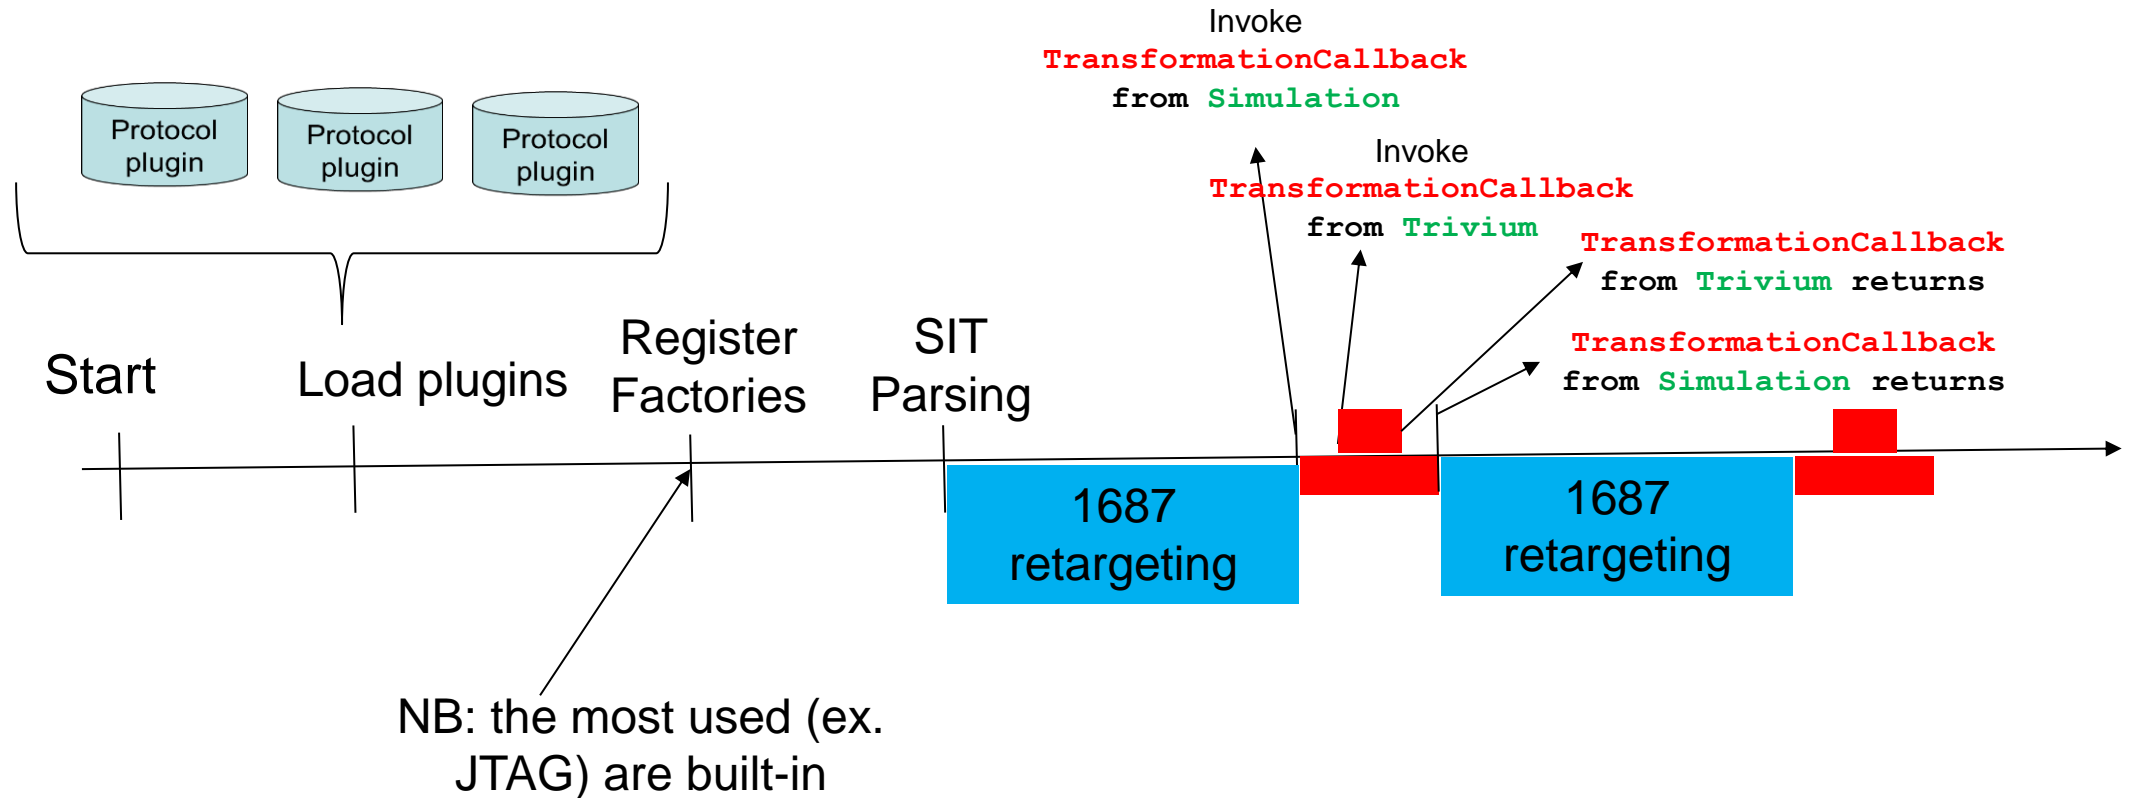 Invoke
TransformationCallback
from Simulation
Protocol
plugin
Protocol
plugin
Protocol
plugin
Invoke
TransformationCallback
from Trivium
TransformationCallback
from Trivium returns
TransformationCallback
from Simulation returns
Start
Load plugins
Register
Factories
SIT
Parsing
1687
retargeting
1687
retargeting
NB: the most used (ex.
JTAG) are built-in